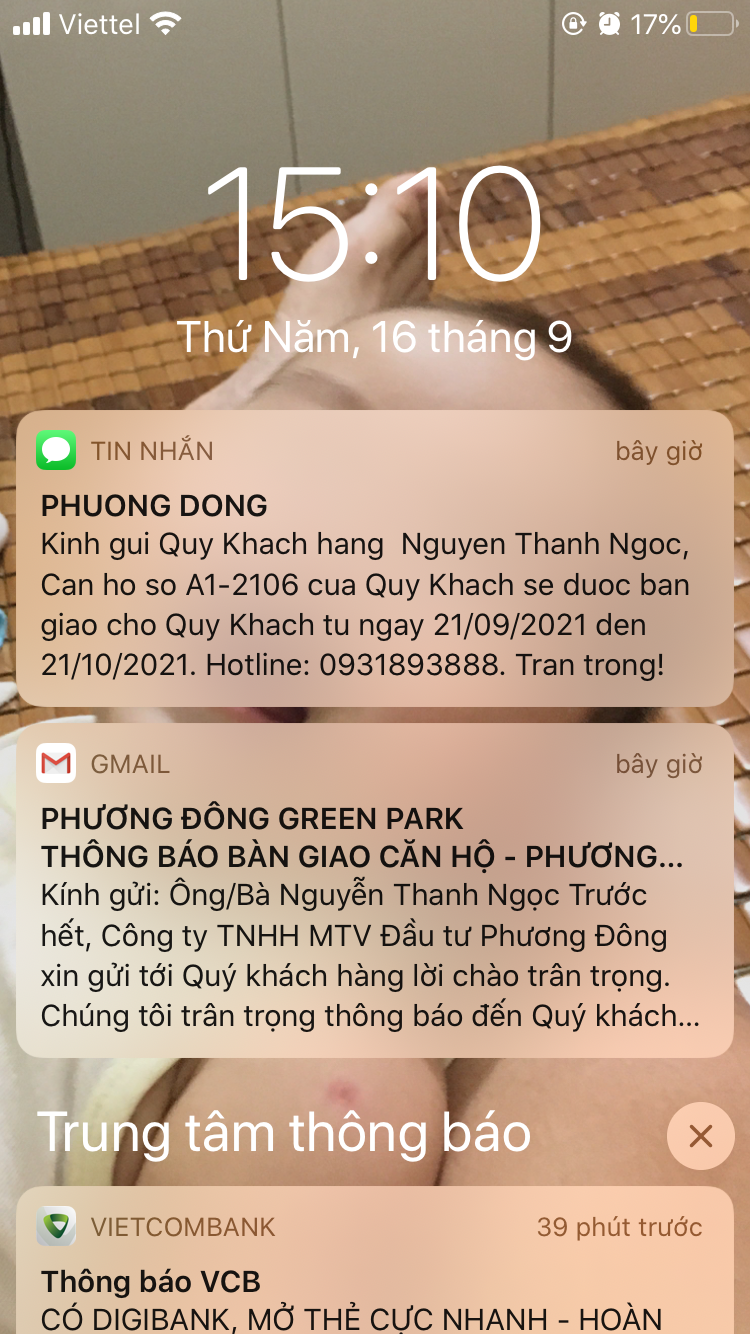 Viettel 17%
15:10
Thứ Năm, 16 tháng 9
TIN NHẮN bây giờ
PHUONG DONG
Kinh gui Quy Khach hang  Nguyen Thanh Ngoc,
Can ho so A1-2106 cua Quy Khach se duoc ban
giao cho Quy Khach tu ngay 21/09/2021 den
21/10/2021. Hotline: 0931893888. Tran trong!
GMAIL bây giờ
PHƯƠNG ĐÔNG GREEN PARK
THÔNG BÁO BÀN GIAO CĂN HỘ - PHƯƠNG...
Kính gửi: Ông/Bà Nguyễn Thanh Ngọc Trước
hết, Công ty TNHH MTV Đầu tư Phương Đông
xin gửi tới Quý khách hàng lời chào trân trọng.
Chúng tôi trân trọng thông báo đến Quý khách...
Trung tâm thông báo
VIETCOMBANK 39 phút trước
Thông báo VCB
CÓ DIGIBANK, MỞ THẺ CỰC NHANH - HOÀN